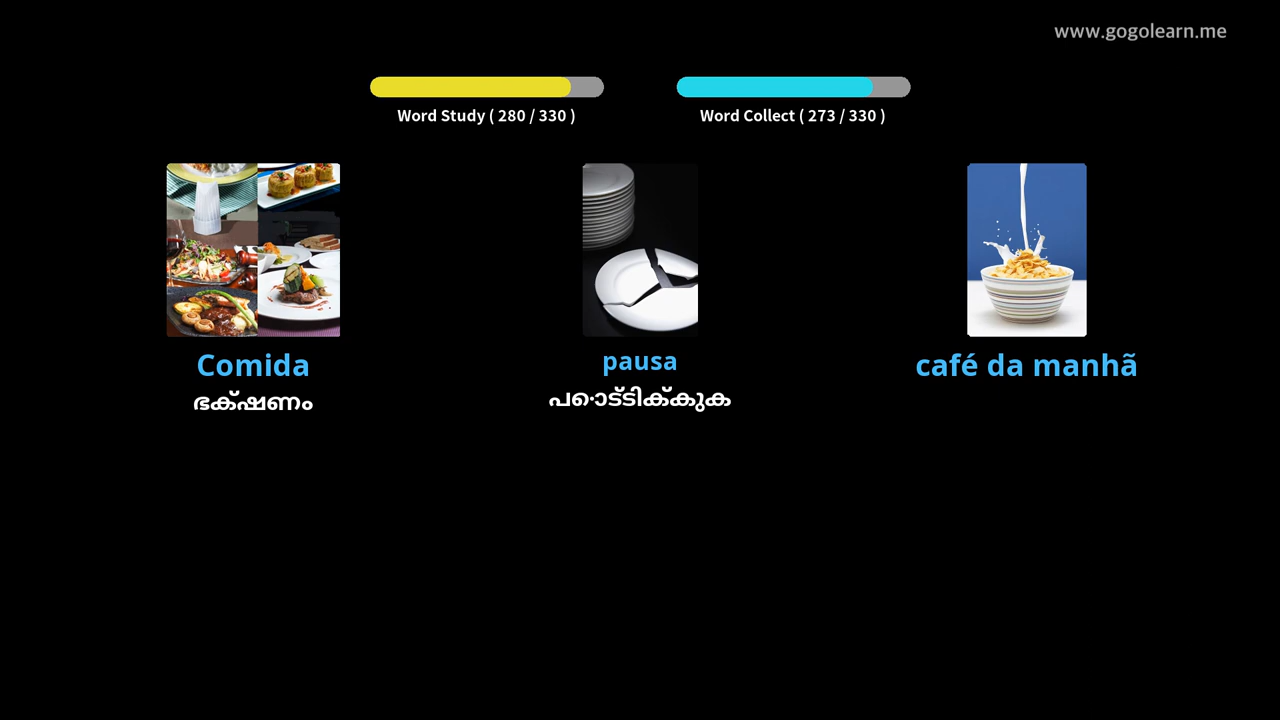 www.gogolearn.me
Word Study ( 280 / 330 )
Word Collect ( 273 / 330 )
Comida
ഭക്ഷണം
pausa
പൊട്ടിക്കുക
café da manhã